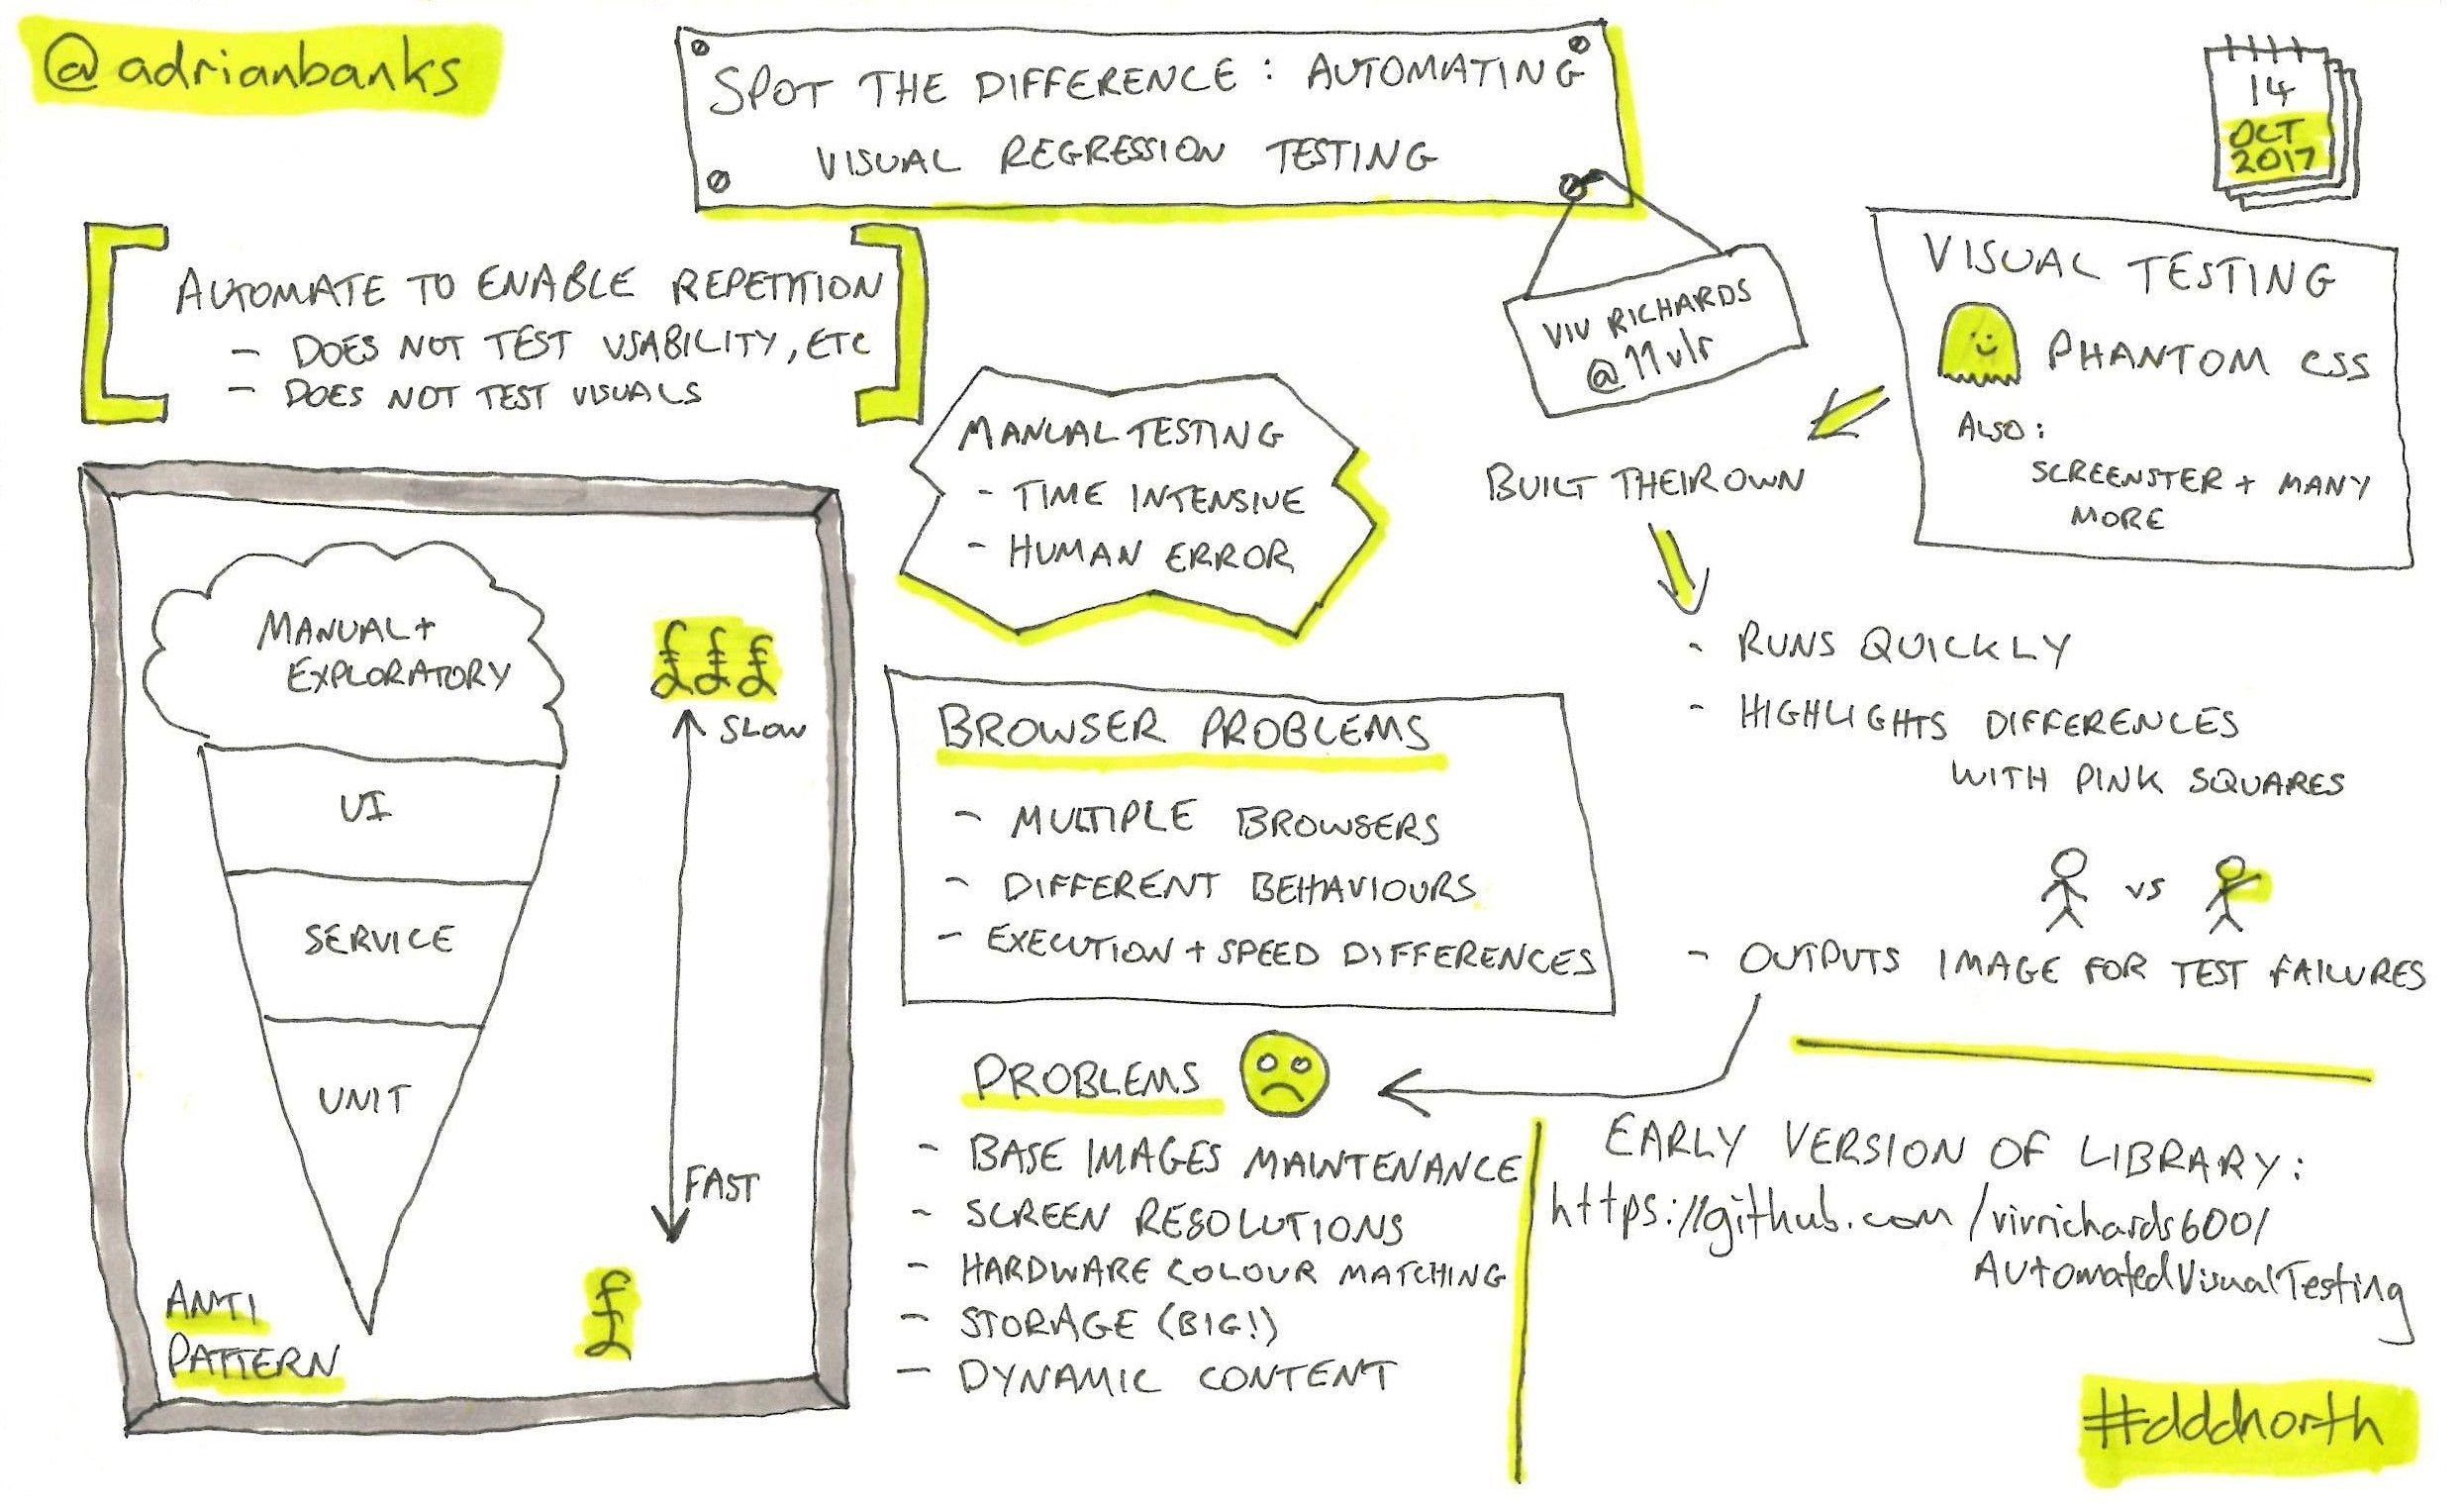 @adrianbanks
SPOT THE DIFFERENCE: AUTOMATING
VISUAL REGRESSION TESTING
14
OCT
2017
VIV RICHARDS
@11vlr
AUTOMATE TO ENABLE REPETITION
- DOES NOT TEST USABILITY, ETC
- DOES NOT TEST VISUALS
MANUAL TESTING
- TIME INTENSIVE
- HUMAN ERROR
VISUAL TESTING
PHANTOM CSS
ALSO:
SCREENSTER + MANY
MORE
BUILT THEIR OWN
- RUNS QUICKLY
- HIGHLIGHTS DIFFERENCES
WITH PINK SQUARES
VS
- OUTPUTS IMAGE FOR TEST FAILURES
MANUAL +
EXPLORATORY
UI
SERVICE
UNIT
£££
SLOW
FAST
£
ANTI
PATTERN
BROWSER PROBLEMS
- MULTIPLE BROWSERS
- DIFFERENT BEHAVIOURS
- EXECUTION + SPEED DIFFERENCES
PROBLEMS
- BASE IMAGES MAINTENANCE
- SCREEN RESOLUTIONS
- HARDWARE COLOUR MATCHING
- STORAGE (BIG!)
- DYNAMIC CONTENT
EARLY VERSION OF LIBRARY:
https://github.com/vivrichards600/
AutomatedVisualTesting
#dddnorth